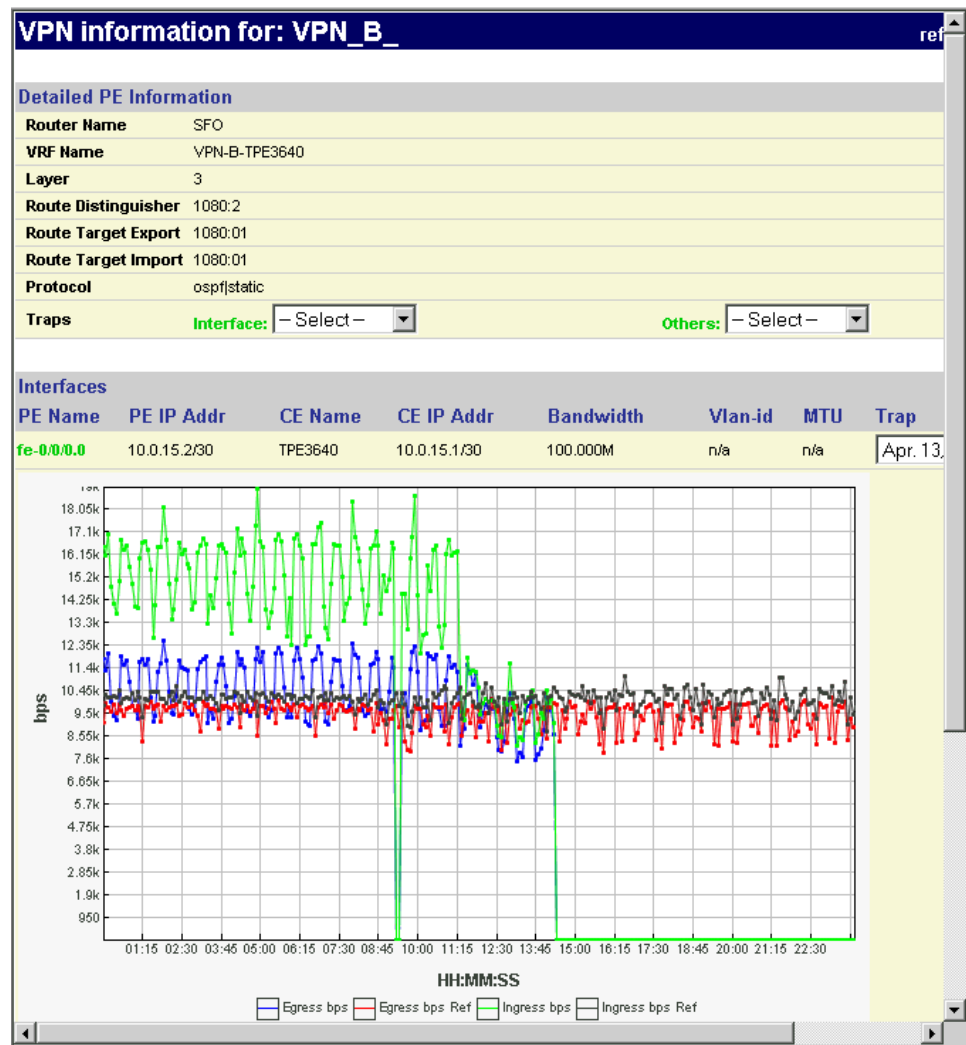 VPN information for: VPN_B_ ref
Detailed PE Information
Router Name SFO
VRF Name VPN-B-TPE3640
Layer 3
Route Distinguisher 1080:2
Route Target Export 1080:01
Route Target Import 1080:01
Protocol ospf|static
Traps Interface: – Select – Others: – Select –
Interfaces
PE Name PE IP Addr CE Name CE IP Addr Bandwidth Vlan-id MTU Trap
fe-0/0/0.0 10.0.15.2/30 TPE3640 10.0.15.1/30 100.000M n/a n/a Apr. 13,
19k
18.05k
17.1k
16.15k
15.2k
14.25k
13.3k
12.35k
11.4k
10.45k
9.5k
8.55k
7.6k
6.65k
5.7k
4.75k
3.8k
2.85k
1.9k
950
bps
01:15 02:30 03:45 05:00 06:15 07:30 08:45 10:00 11:15 12:30 13:45 15:00 16:15 17:30 18:45 20:00 21:15 22:30
HH:MM:SS
Egress bps Egress bps Ref Ingress bps Ingress bps Ref